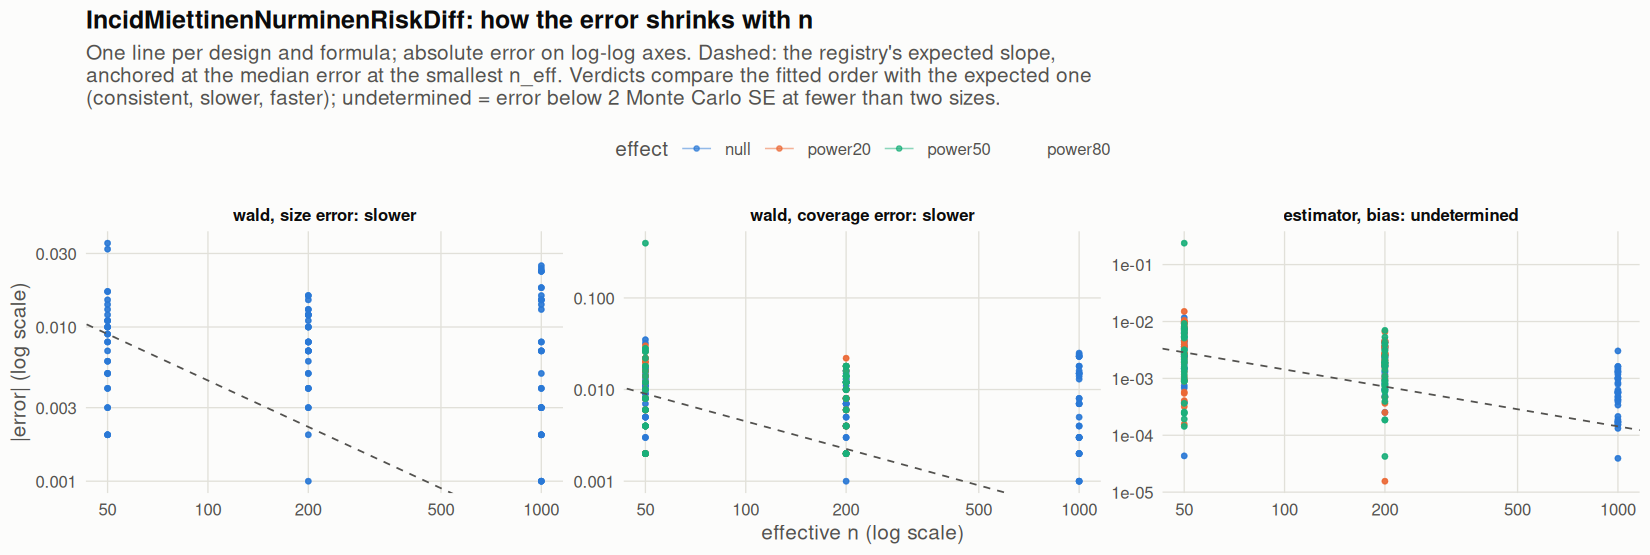 IncidMiettinenNurminenRiskDiff: how the error shrinks with n
One line per design and formula; absolute error on log-log axes. Dashed: the registry's expected slope,
anchored at the median error at the smallest n_eff. Verdicts compare the fitted order with the expected one
(consistent, slower, faster); undetermined = error below 2 Monte Carlo SE at fewer than two sizes.
effect null power20 power50 power80
wald, size error: slower
wald, coverage error: slower
estimator, bias: undetermined
|error| (log scale)
0.030
0.010
0.003
0.001
50 100 200 500 1000
0.100
0.010
0.001
50 100 200 500 1000
1e-01
1e-02
1e-03
1e-04
1e-05
50 100 200 500 1000
effective n (log scale)